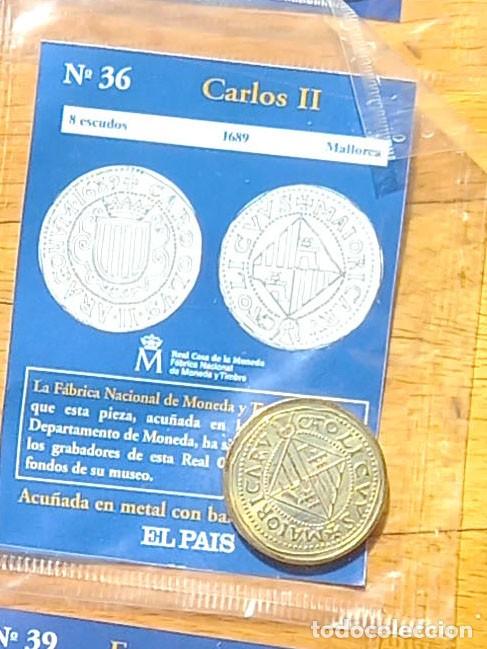 Nº 36 Carlos II
8 escudos 1689 Mallorca
M Real Casa de la Moneda
Fábrica Nacional
de Moneda y Timbre
La Fábrica Nacional de Moneda y
que esta pieza, acuñada en
Departamento de Moneda, ha
los grabadores de esta Real
fondos de su museo.
Acuñada en metal con
EL PAIS
MAIORICARV CATOLICVVS
Nº 39
todocoleccion